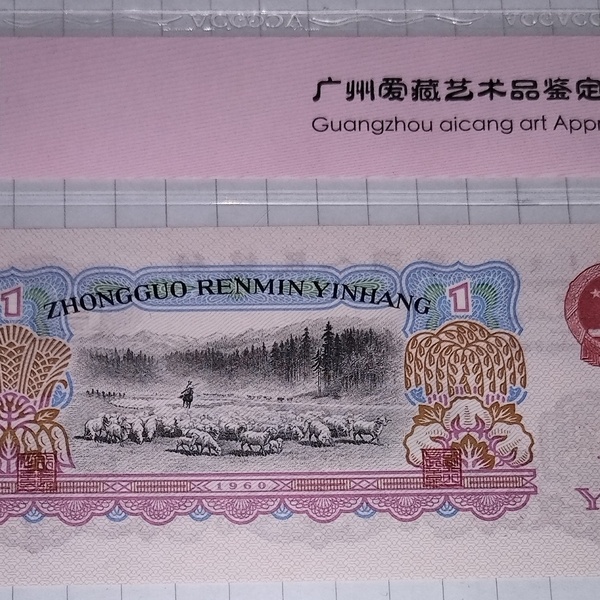 广州爱藏艺术品鉴定
Guangzhou aicang art Appr
ZHONGGUO RENMIN YINHANG
1 1
1960
Y